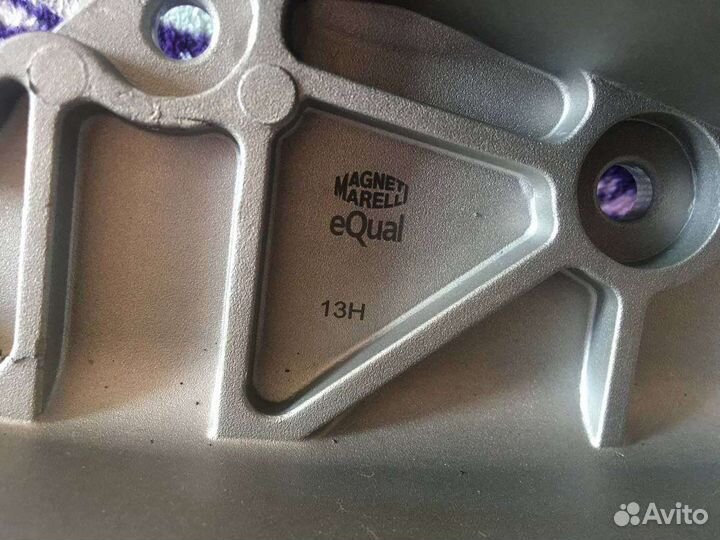 MAGNETI
MARELLI
eQual
13H
Avito